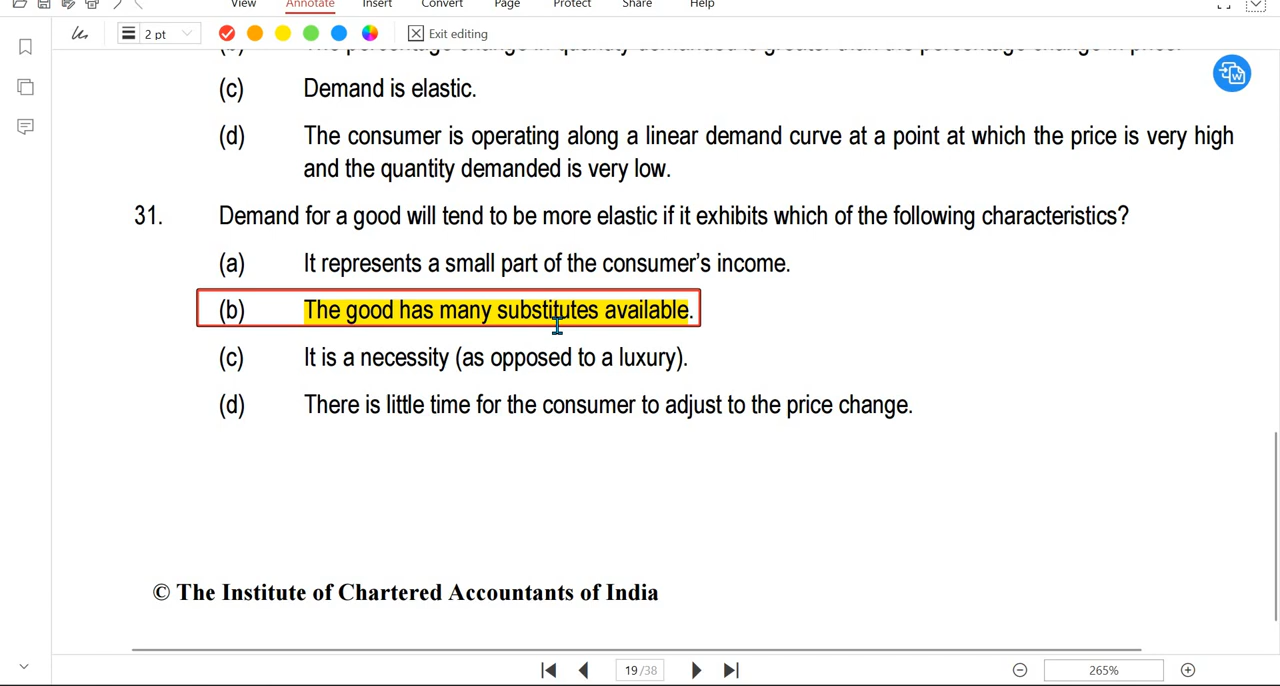 View Annotate Insert Convert Page Protect Share Help
2 pt Exit editing
(c) Demand is elastic.
(d) The consumer is operating along a linear demand curve at a point at which the price is very high
and the quantity demanded is very low.
31. Demand for a good will tend to be more elastic if it exhibits which of the following characteristics?
(a) It represents a small part of the consumer’s income.
(b) The good has many substitutes available.
(c) It is a necessity (as opposed to a luxury).
(d) There is little time for the consumer to adjust to the price change.
© The Institute of Chartered Accountants of India
19 /38 265%